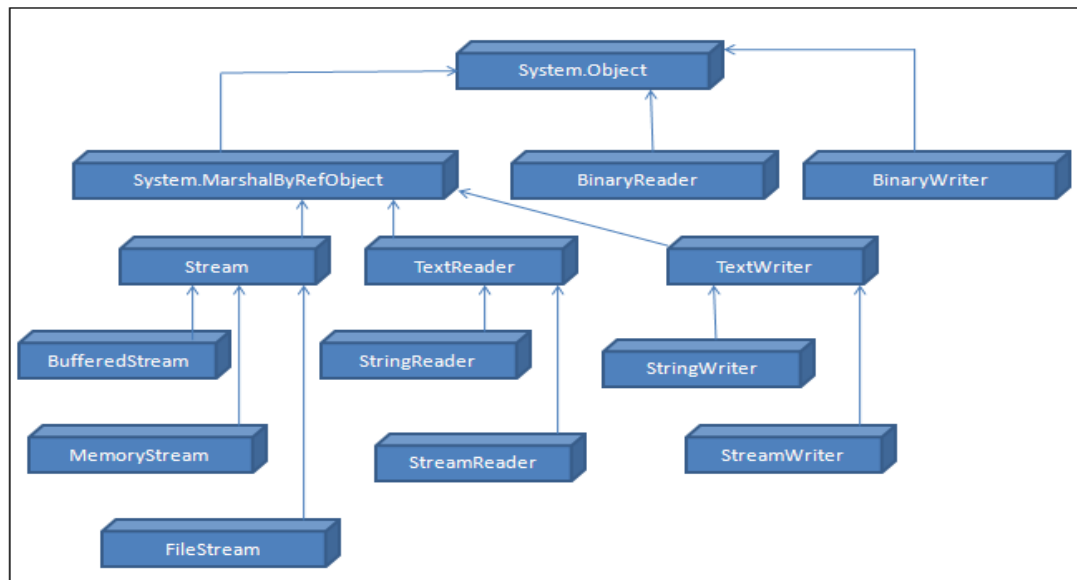 System.Object
System.MarshalByRefObject
BinaryReader
BinaryWriter
Stream
TextReader
TextWriter
BufferedStream
StringReader
StringWriter
MemoryStream
StreamReader
StreamWriter
FileStream